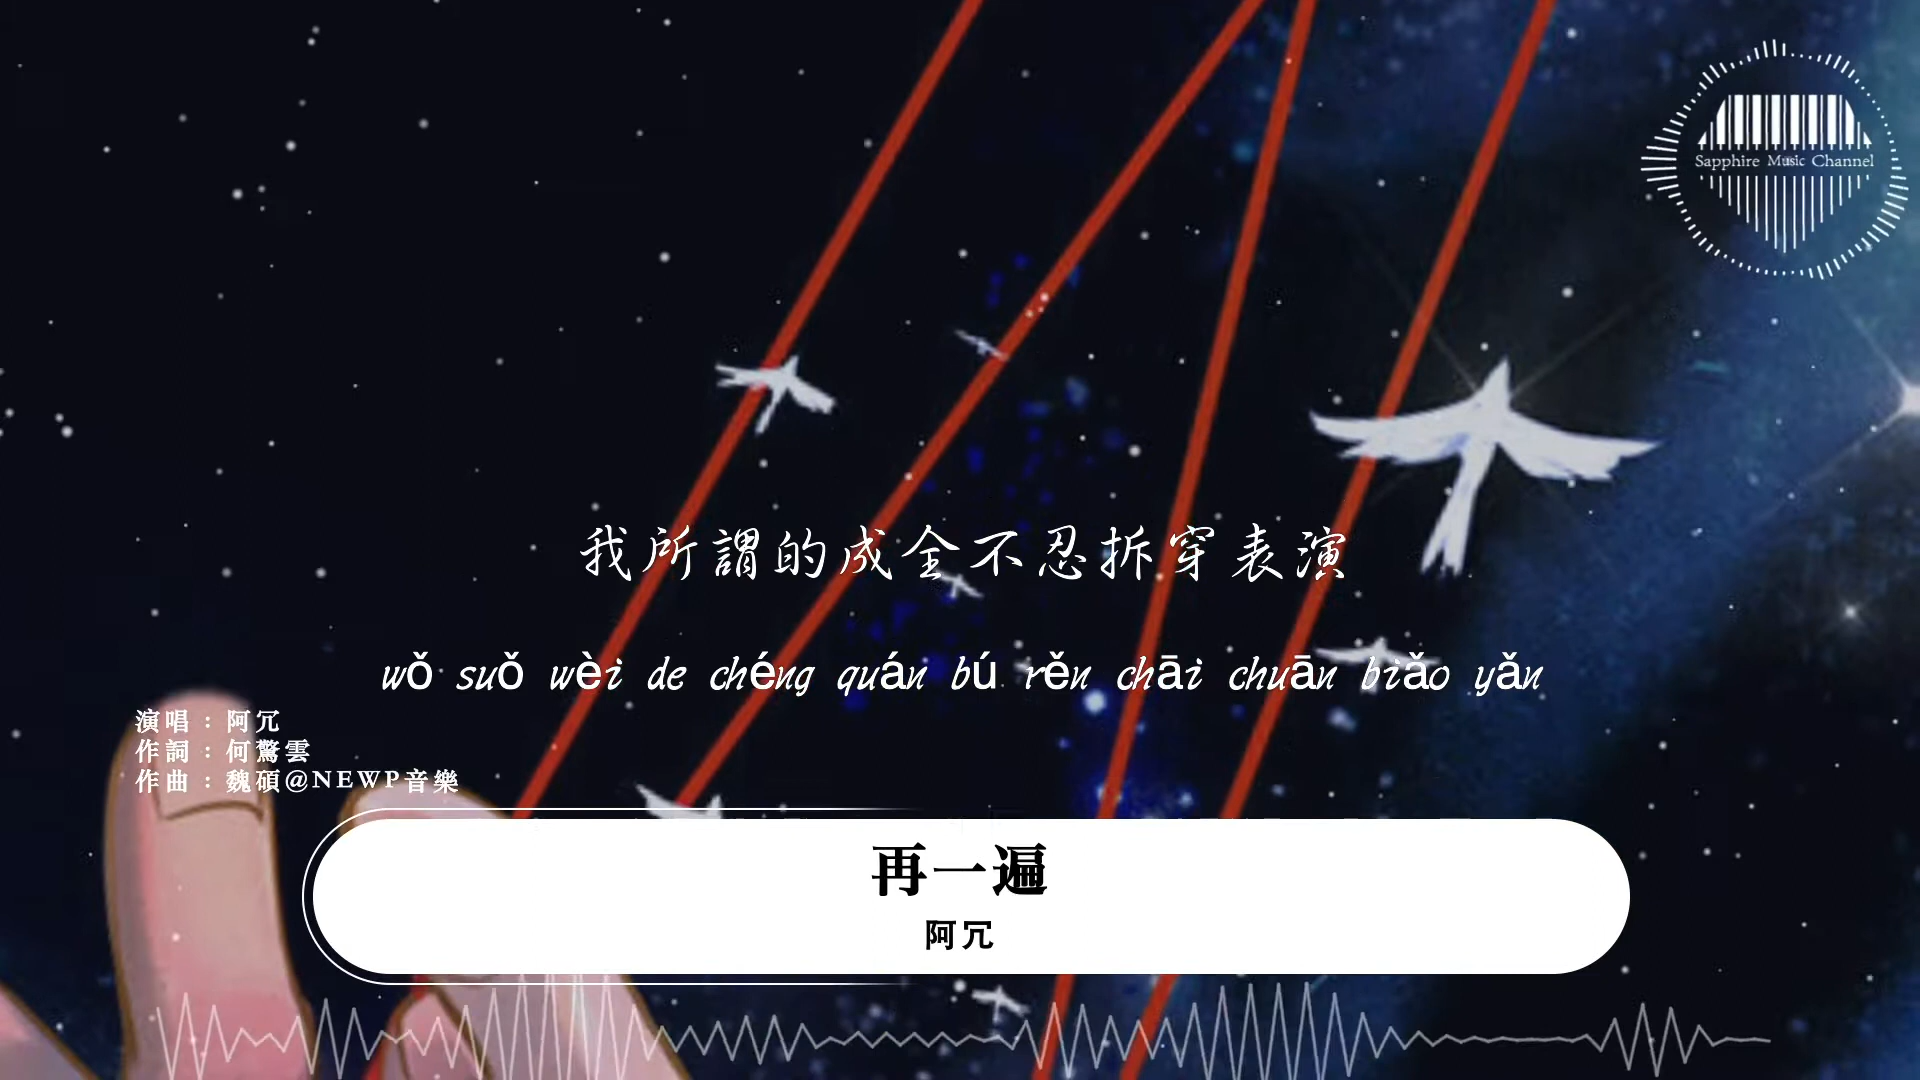 Sapphire Music Channel
我所謂的成全不忍拆穿表演
wǒ suǒ wèi de chéng quán bú rěn chāi chuān biǎo yǎn
演唱：阿冗
作詞：何驚雲
作曲：魏碩@NEWP音樂
再一遍
阿冗